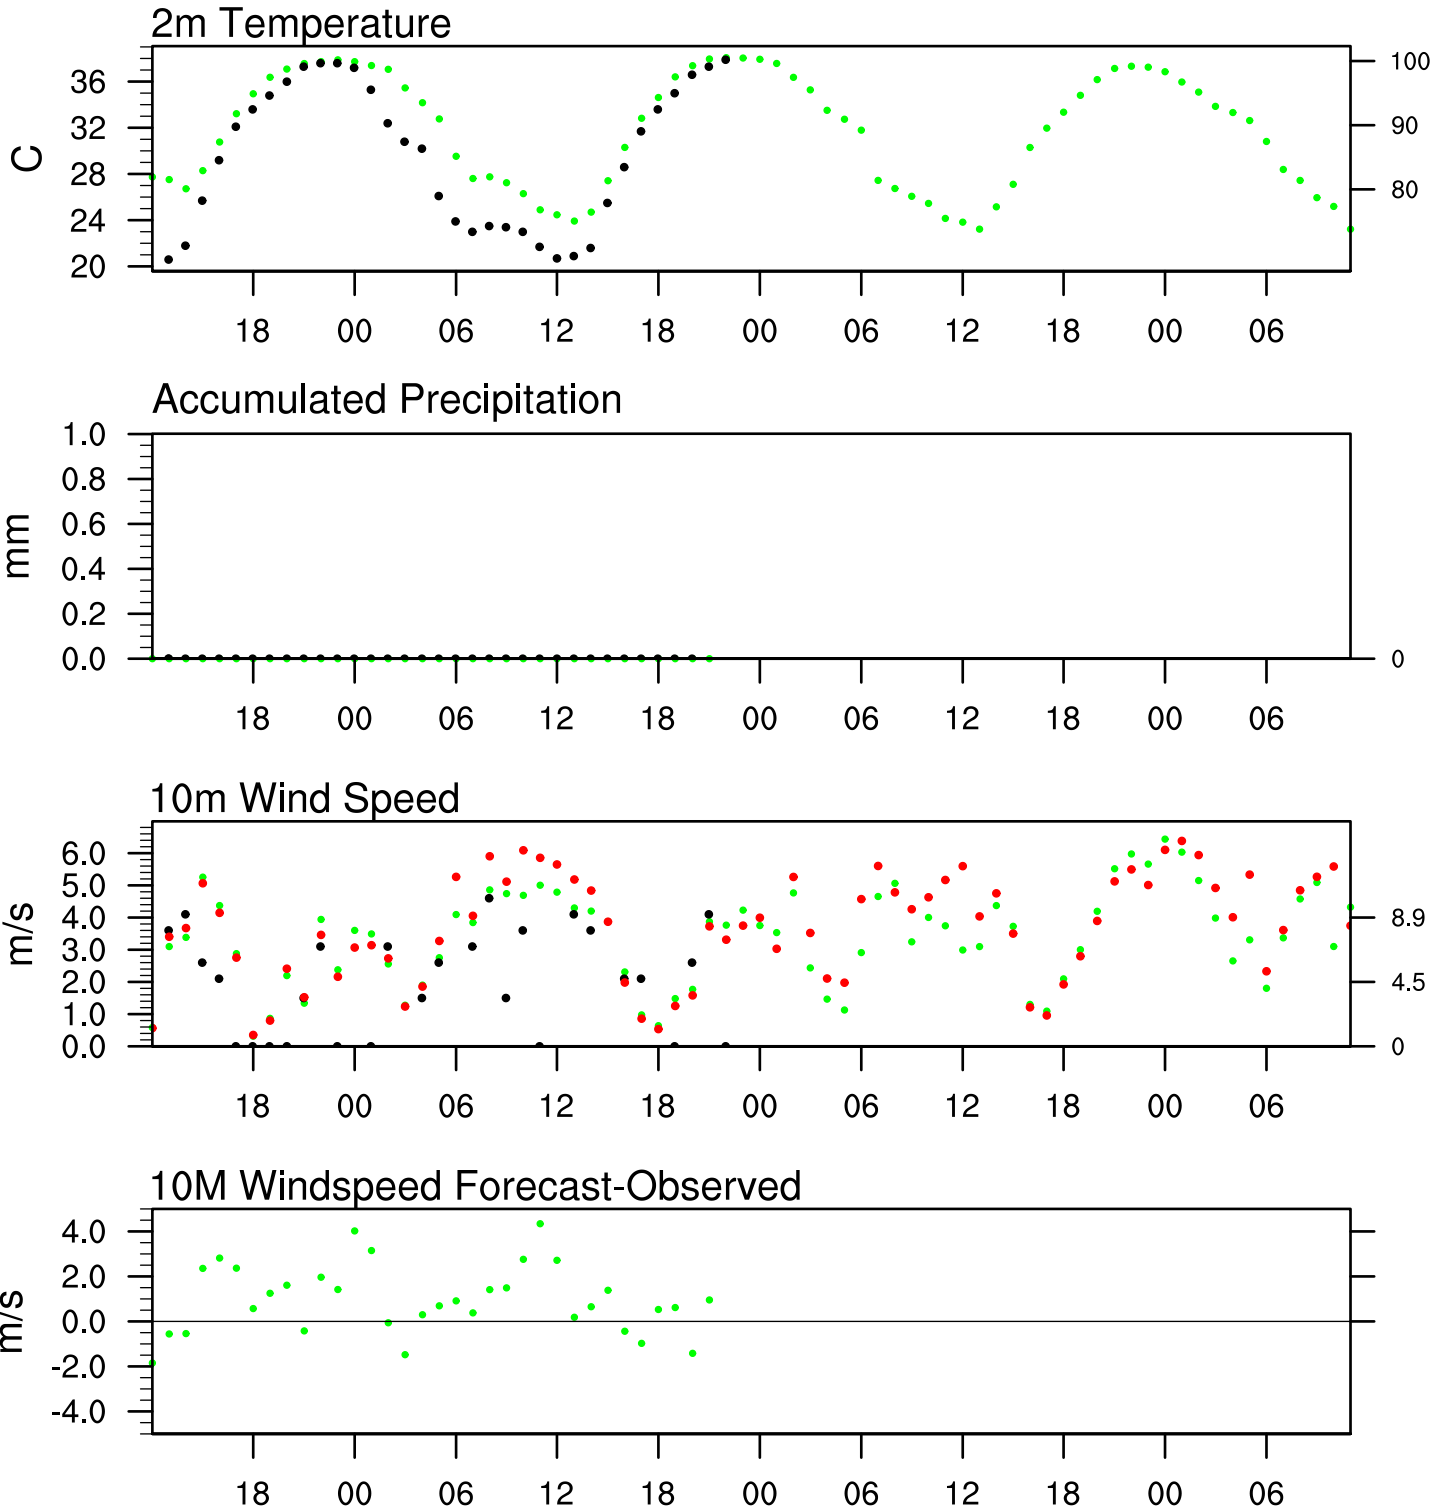 2m Temperature
36
32
28
24
20
C
100
90
80
18 00 06 12 18 00 06 12 18 00 06
Accumulated Precipitation
1.0
0.8
0.6
0.4
0.2
0.0
mm
0
18 00 06 12 18 00 06 12 18 00 06
10m Wind Speed
6.0
5.0
4.0
3.0
2.0
1.0
0.0
m/s
8.9
4.5
0
18 00 06 12 18 00 06 12 18 00 06
10M Windspeed Forecast-Observed
4.0
2.0
0.0
-2.0
-4.0
m/s
18 00 06 12 18 00 06 12 18 00 06